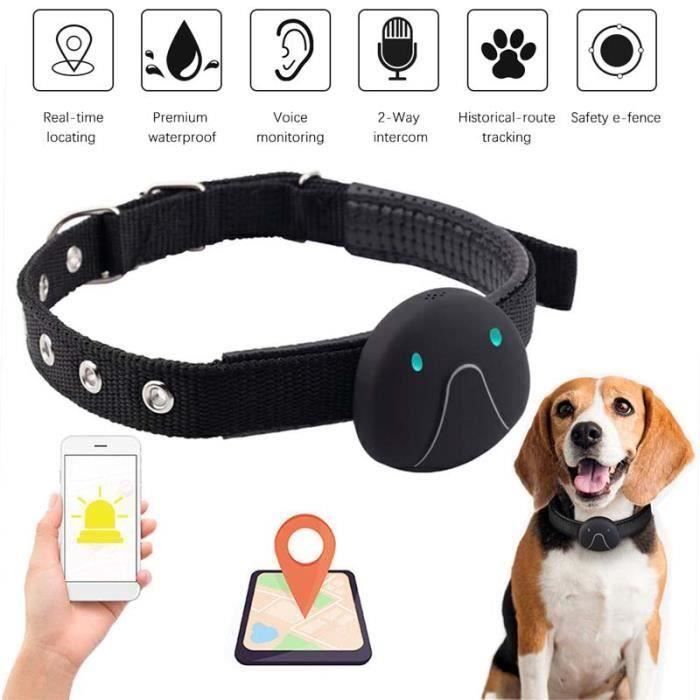 Real-time
locating
Premium
waterproof
Voice
monitoring
2-Way
intercom
Historical-route
tracking
Safety e-fence